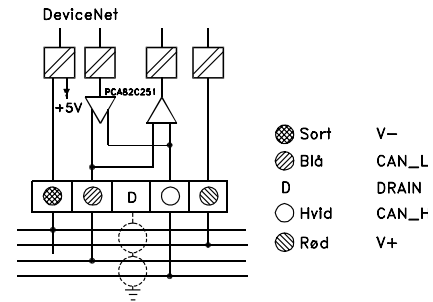 DeviceNet
PCA82C251
+5V
Sort V-
Blå CAN_L
D DRAIN
D
Hvid CAN_H
Rød V+